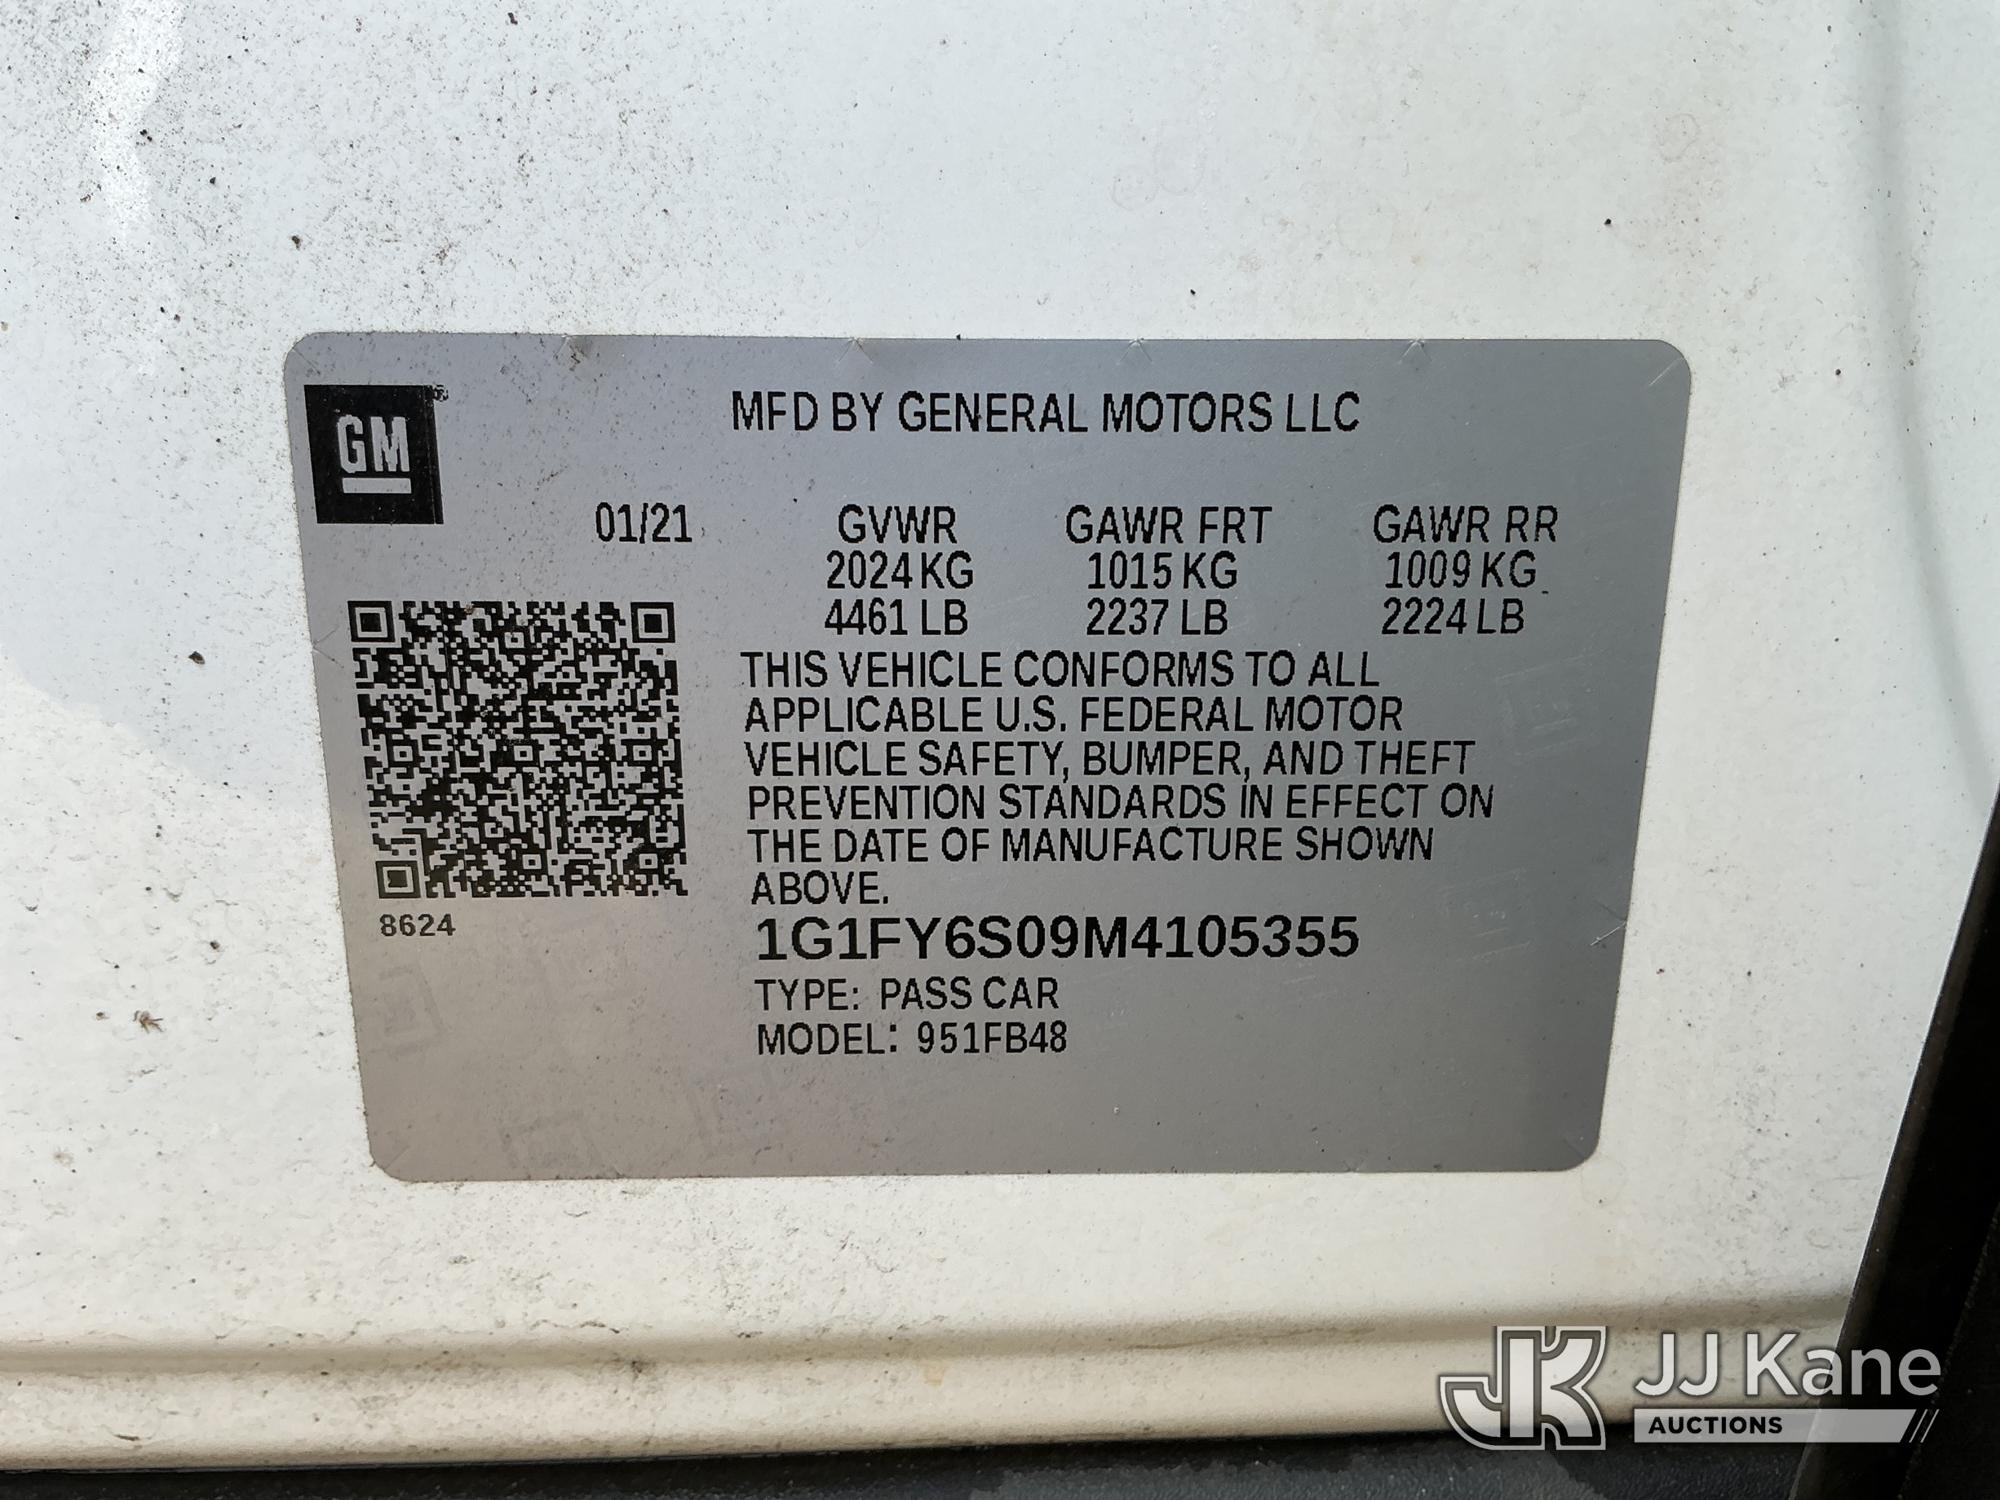 GM
MFD BY GENERAL MOTORS LLC
01/21 GVWR GAWR FRT GAWR RR
2024 KG 1015 KG 1009 KG
4461 LB 2237 LB 2224 LB
THIS VEHICLE CONFORMS TO ALL
APPLICABLE U.S. FEDERAL MOTOR
VEHICLE SAFETY, BUMPER, AND THEFT
PREVENTION STANDARDS IN EFFECT ON
THE DATE OF MANUFACTURE SHOWN
ABOVE.
8624
1G1FY6S09M4105355
TYPE: PASS CAR
MODEL: 951FB48
JK JJ Kane
AUCTIONS